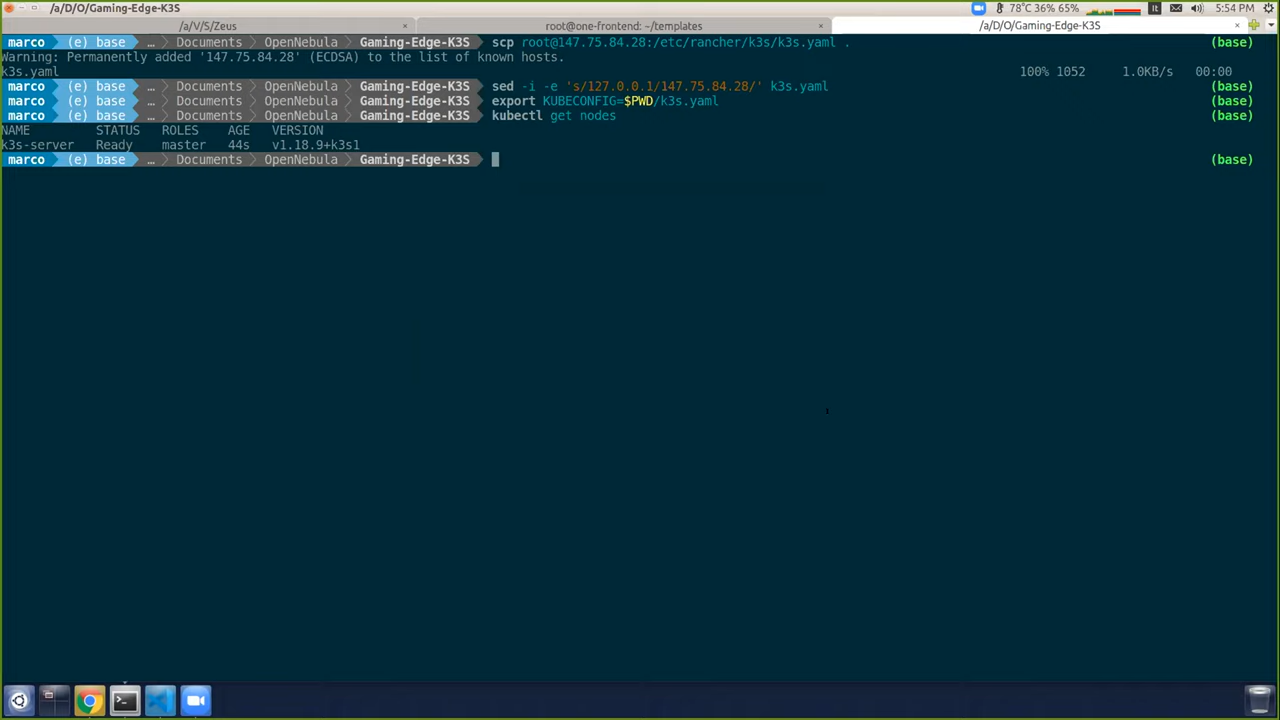 /a/D/O/Gaming-Edge-K3S 78°C 36% 65% It 5:54 PM
/a/V/S/Zeus × root@one-frontend: ~/templates × /a/D/O/Gaming-Edge-K3S ×
marco (e) base … Documents OpenNebula Gaming-Edge-K3S scp root@147.75.84.28:/etc/rancher/k3s/k3s.yaml . (base)
Warning: Permanently added '147.75.84.28' (ECDSA) to the list of known hosts.
k3s.yaml 100% 1052 1.0KB/s 00:00
marco (e) base … Documents OpenNebula Gaming-Edge-K3S sed -i -e 's/127.0.0.1/147.75.84.28/' k3s.yaml (base)
marco (e) base … Documents OpenNebula Gaming-Edge-K3S export KUBECONFIG=$PWD/k3s.yaml (base)
marco (e) base … Documents OpenNebula Gaming-Edge-K3S kubectl get nodes (base)
NAME STATUS ROLES AGE VERSION
k3s-server Ready master 44s v1.18.9+k3s1
marco (e) base … Documents OpenNebula Gaming-Edge-K3S (base)